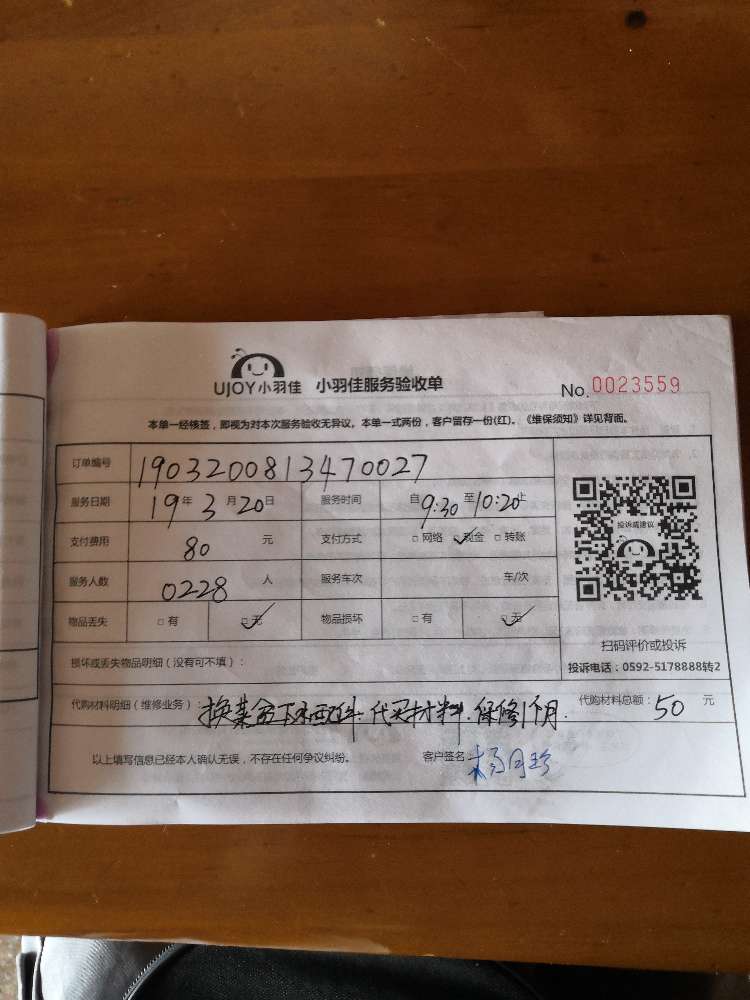 UJOY小羽佳 小羽佳服务验收单 No. 0023559
本单一经核签，即视为对本次服务验收无异议。本单一式两份，客户留存一份(红)。《维保须知》详见背面。
订单编号 1903200813470027
服务日期 19年3月20日 服务时间 自9:30至10:20止
支付费用 80 元 支付方式 □网络 ☑现金 □转账
服务人数 0228 人 服务车次 车/次
物品丢失 □有 ☑无 物品损坏 □有 ☑无
投诉或建议
扫码评价或投诉
投诉电话：0592-5178888转2
损坏或丢失物品明细（没有可不填）：
代购材料明细（维修业务）：换菜盆下水配件.代买材料.保修1个月. 代购材料总额：50 元
以上填写信息已经本人确认无误，不存在任何争议纠纷。 客户签名：杨月珍